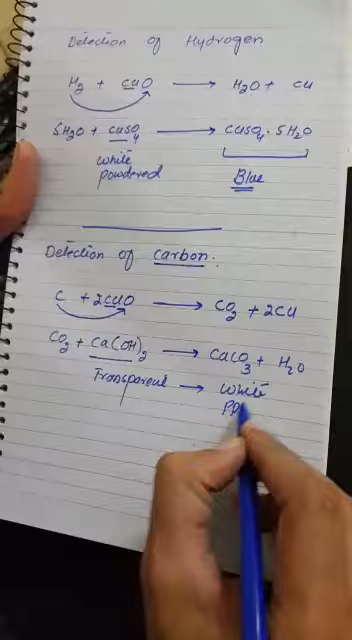 Detection of Hydrogen
H₂ + cuO ⟶ H₂O + cu
5H₂O + cuso₄ ⟶ cuso₄ · 5H₂O
white powdered
Blue
Detection of carbon:
C + 2cuO ⟶ CO₂ + 2cu
CO₂ + Ca(OH)₂ ⟶ Caco₃ + H₂O
Transparent ⟶ white
PP